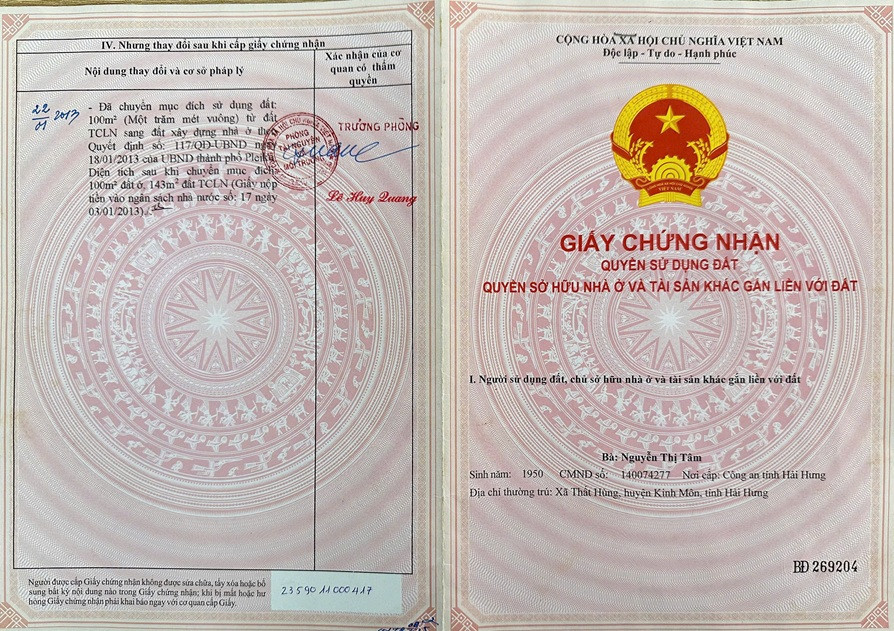 IV. Những thay đổi sau khi cấp giấy chứng nhận
Nội dung thay đổi và cơ sở pháp lý
Xác nhận của cơ
quan có thẩm
quyền
22/01 2013
- Đã chuyển mục đích sử dụng đất:
100m² (Một trăm mét vuông) từ đất
TCLN sang đất xây dựng nhà ở theo
Quyết định số: 117/QĐ-UBND
18/01/2013 của UBND thành phố
Diện tích sau khi chuyển mục đích
100m² đất ở, 143m² đất TCLN (Giấy nộp
tiền vào ngân sách nhà nước số: 17 ngày
03/01/2013).
PHÒNG
TÀI NGUYÊN
MÔI TRƯỜNG
TRƯỞNG PHÒNG
Lê Huy Quang
Người được cấp Giấy chứng nhận không được sửa chữa, tẩy xóa hoặc bổ
sung bất kỳ nội dung nào trong Giấy chứng nhận; khi bị mất hoặc hư
hỏng Giấy chứng nhận phải khai báo ngay với cơ quan cấp Giấy.
23590 11000417
CỘNG HÒA XÃ HỘI CHỦ NGHĨA VIỆT NAM
Độc lập - Tự do - Hạnh phúc
VIỆT NAM
GIẤY CHỨNG NHẬN
QUYỀN SỬ DỤNG ĐẤT
QUYỀN SỞ HỮU NHÀ Ở VÀ TÀI SẢN KHÁC GẮN LIỀN VỚI ĐẤT
I. Người sử dụng đất, chủ sở hữu nhà ở và tài sản khác gắn liền với đất
Bà: Nguyễn Thị Tâm
Sinh năm: 1950 CMND số: 140074277 Nơi cấp: Công an tỉnh Hải Hưng
Địa chỉ thường trú: Xã Thất Hùng, huyện Kinh Môn, tỉnh Hải Hưng
BĐ 269204